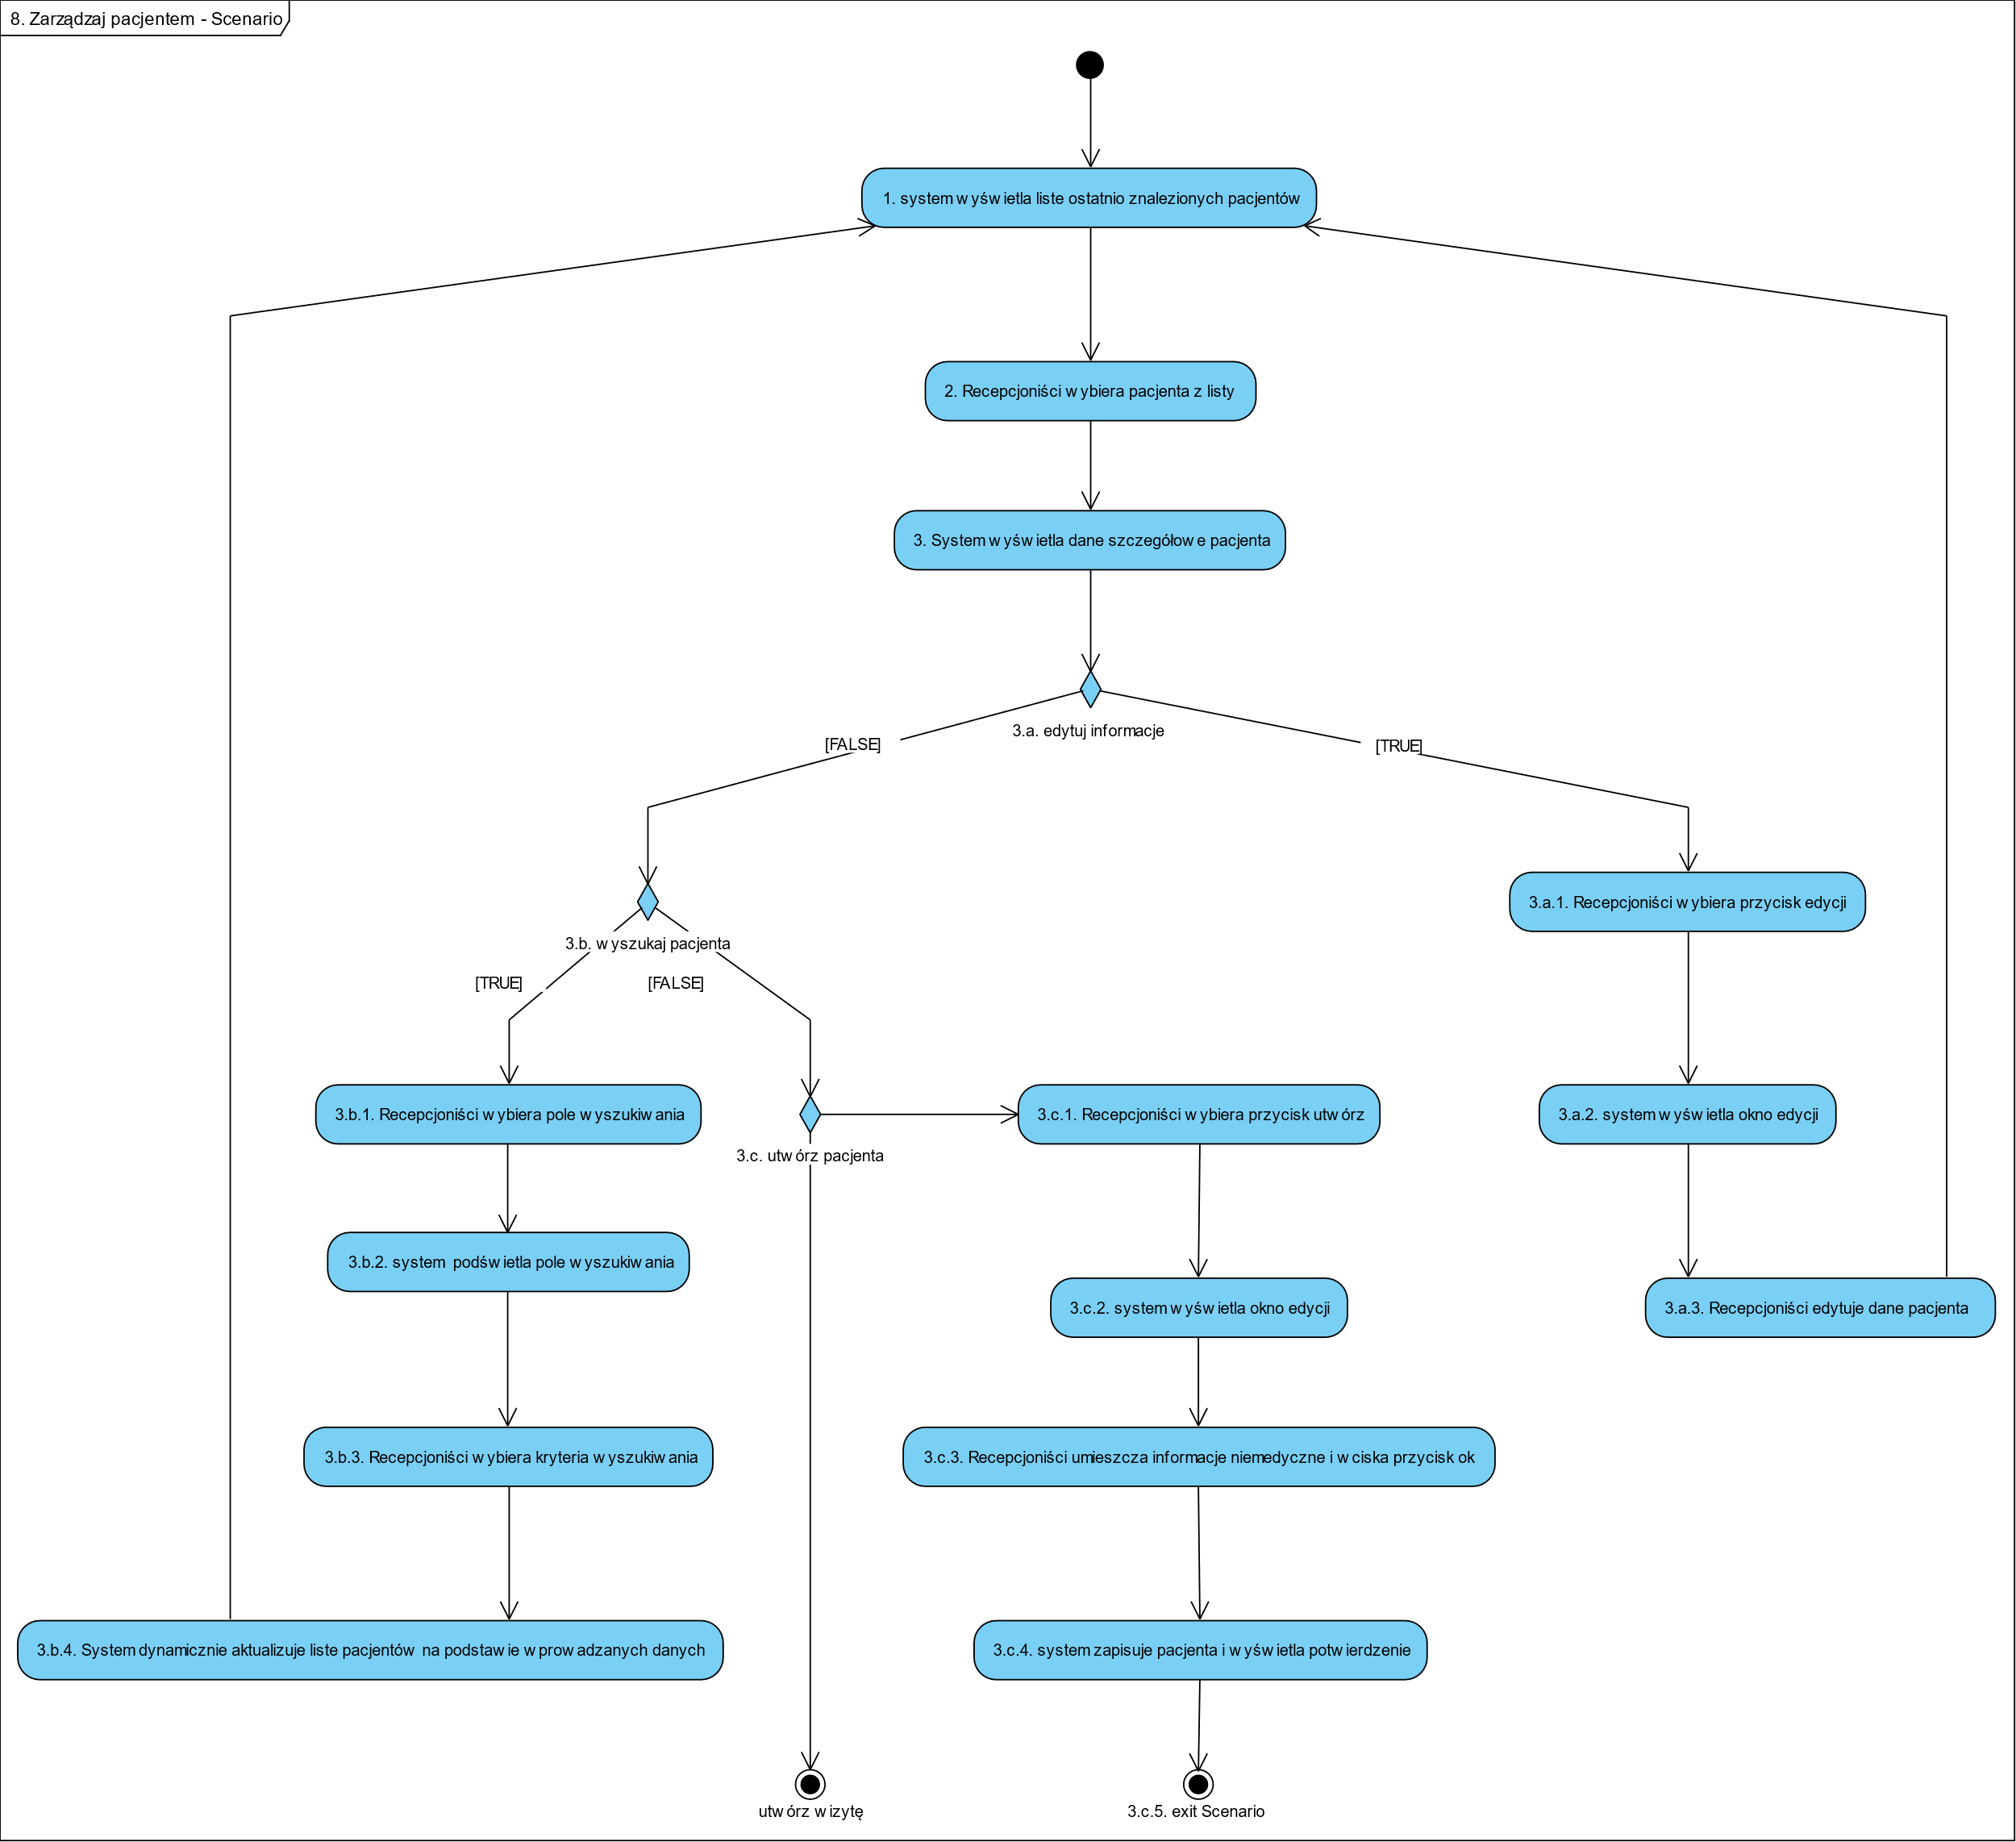 8. Zarządzaj pacjentem - Scenario
1. system wyświetla liste ostatnio znalezionych pacjentów
2. Recepcjoniści wybiera pacjenta z listy
3. System wyświetla dane szczegółowe pacjenta
3.a. edytuj informacje
[FALSE]
[TRUE]
3.a.1. Recepcjoniści wybiera przycisk edycji
3.b. wyszukaj pacjenta
[TRUE]
[FALSE]
3.b.1. Recepcjoniści wybiera pole wyszukiwania
3.c.1. Recepcjoniści wybiera przycisk utwórz
3.a.2. system wyświetla okno edycji
3.c. utwórz pacjenta
3.b.2. system podświetla pole wyszukiwania
3.c.2. system wyświetla okno edycji
3.a.3. Recepcjoniści edytuje dane pacjenta
3.b.3. Recepcjoniści wybiera kryteria wyszukiwania
3.c.3. Recepcjoniści umieszcza informacje niemedyczne i wciska przycisk ok
3.b.4. System dynamicznie aktualizuje liste pacjentów na podstawie wprowadzanych danych
3.c.4. system zapisuje pacjenta i wyświetla potwierdzenie
utwórz wizytę
3.c.5. exit Scenario